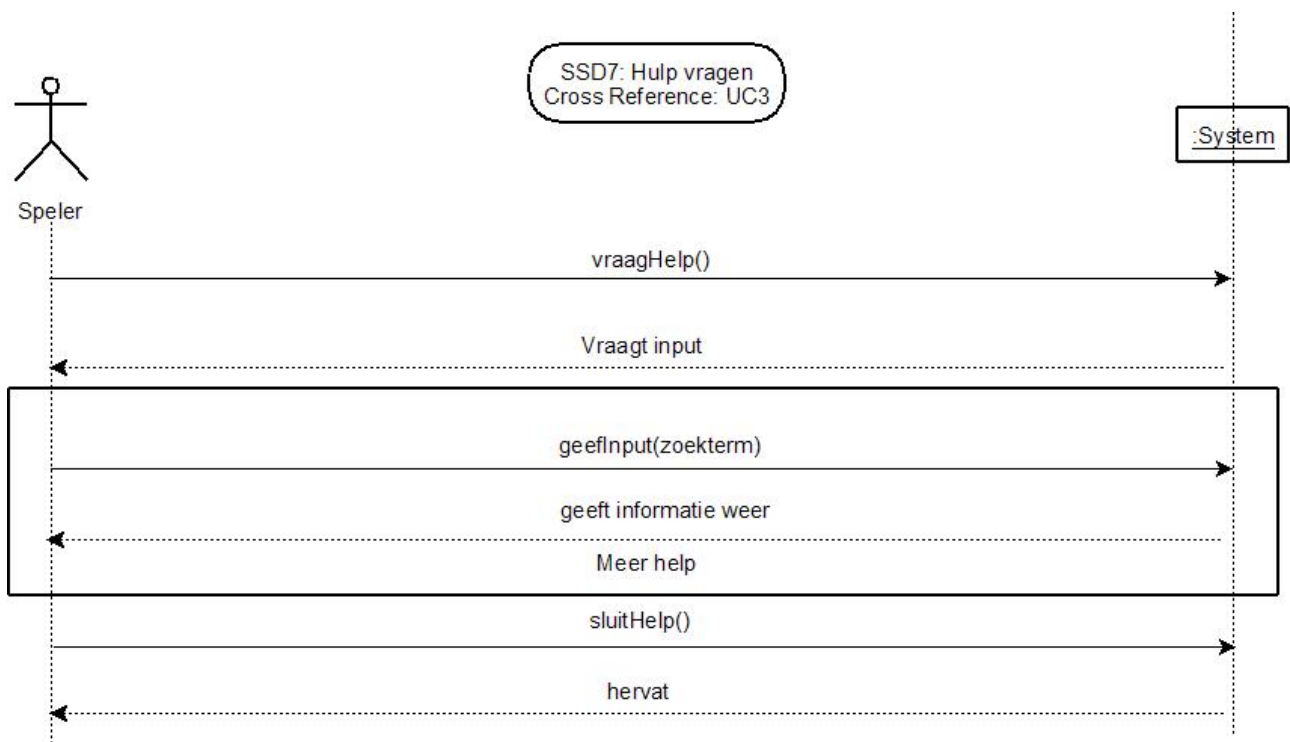 SSD7: Hulp vragen
Cross Reference: UC3
:System
Speler
vraagHelp()
Vraagt input
geefInput(zoekterm)
geeft informatie weer
Meer help
sluitHelp()
hervat